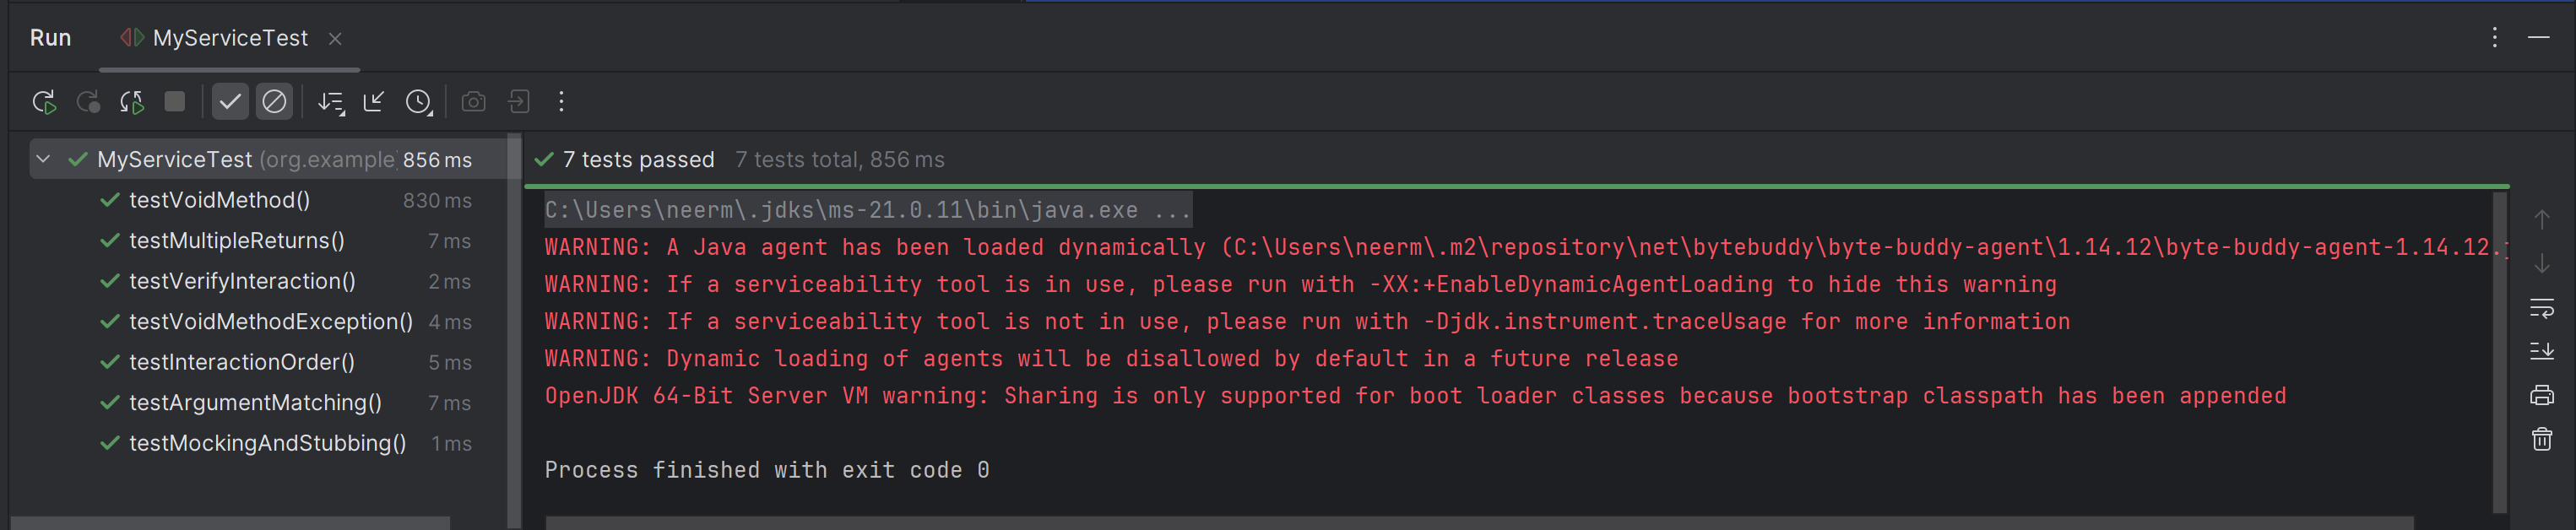 Run MyServiceTest
MyServiceTest (org.example) 856 ms
testVoidMethod() 830 ms
testMultipleReturns() 7 ms
testVerifyInteraction() 2 ms
testVoidMethodException() 4 ms
testInteractionOrder() 5 ms
testArgumentMatching() 7 ms
testMockingAndStubbing() 1 ms
7 tests passed 7 tests total, 856 ms
C:\Users\neerm\.jdks\ms-21.0.11\bin\java.exe ...
WARNING: A Java agent has been loaded dynamically (C:\Users\neerm\.m2\repository\net\bytebuddy\byte-buddy-agent\1.14.12\byte-buddy-agent-1.14.12.
WARNING: If a serviceability tool is in use, please run with -XX:+EnableDynamicAgentLoading to hide this warning
WARNING: If a serviceability tool is not in use, please run with -Djdk.instrument.traceUsage for more information
WARNING: Dynamic loading of agents will be disallowed by default in a future release
OpenJDK 64-Bit Server VM warning: Sharing is only supported for boot loader classes because bootstrap classpath has been appended
Process finished with exit code 0